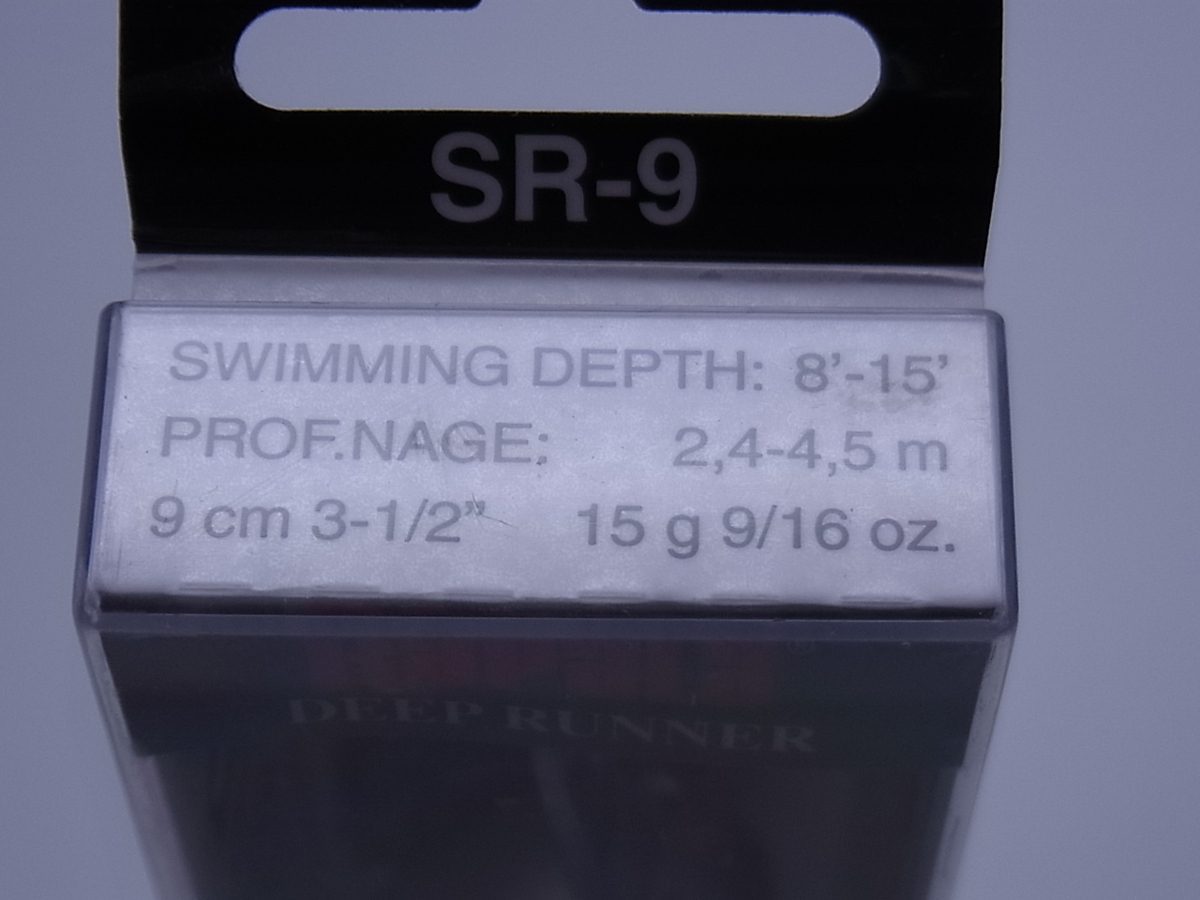 SR-9
SWIMMING DEPTH: 8’-15’
PROF.NAGE: 2,4-4,5 m
9 cm 3-1/2” 15 g 9/16 oz.
®
DEEP RUNNER